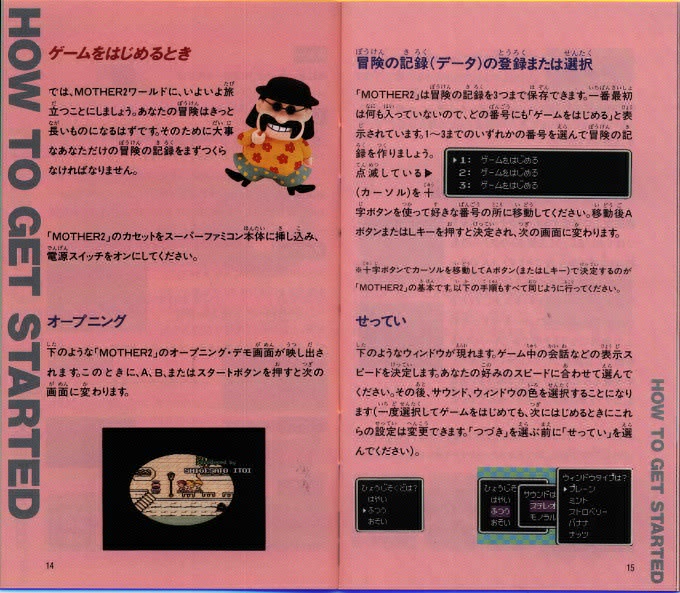 HOW TO GET STARTED
ゲームをはじめるとき
では、MOTHER2ワールドに、いよいよ旅
立つことにしましょう。あなたの冒険はきっと
長いものになるはずです。そのために大事
なあなただけの冒険の記録をまずつくら
なければなりません。
「MOTHER2」のカセットをスーパーファミコン本体に挿し込み、
電源スイッチをオンにしてください。
オープニング
下のような「MOTHER2」のオープニング・デモ画面が映し出さ
れます。このときに、A、B、またはスタートボタンを押すと次の
画面に変わります。
SHIGESATO ITOI
14
冒険の記録(データ)の登録または選択
「MOTHER2」は冒険の記録を3つまで保存できます。一番最初
は何も入っていないので、どの番号にも「ゲームをはじめる」と表
示されています。1〜3までのいずれかの番号を選んで冒険の記
録を作りましょう。
点滅している▶
(カーソル)を十
字ボタンを使って好きな番号の所に移動してください。移動後A
ボタンまたはLキーを押すと決定され、次の画面に変わります。
▶1: ゲームをはじめる
2: ゲームをはじめる
3: ゲームをはじめる
※十字ボタンでカーソルを移動してAボタン(またはLキー)で決定するのが
「MOTHER2」の基本です。以下の手順もすべて同じように行ってください。
せってい
下のようなウィンドウが現れます。ゲーム中の会話などの表示ス
ピードを決定します。あなたの好みのスピードに合わせて選んで
ください。その後、サウンド、ウィンドウの色を選択することになり
ます(一度選択してゲームをはじめても、次にはじめるときにこれ
らの設定は変更できます。「つづき」を選ぶ前に「せってい」を選
んでください)。
ひょうじそくどは?
はやい
▶ふつう
おそい
ひょうじそ
はやい
ふつう
おそい
サウンドは
ステレオ
モノラル
ウィンドウタイプは?
▶プレーン
ミント
ストロベリー
バナナ
ナッツ
15
HOW TO GET STARTED